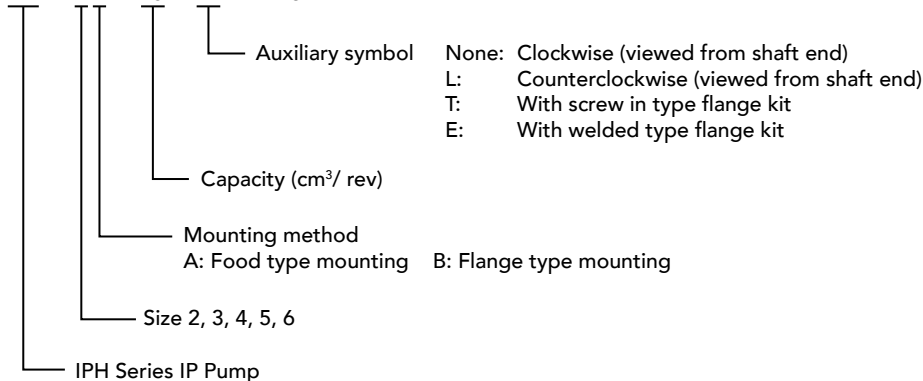 Auxiliary symbol None: Clockwise (viewed from shaft end)
L: Counterclockwise (viewed from shaft end)
T: With screw in type flange kit
E: With welded type flange kit
Capacity (cm³/ rev)
Mounting method
A: Food type mounting B: Flange type mounting
Size 2, 3, 4, 5, 6
IPH Series IP Pump